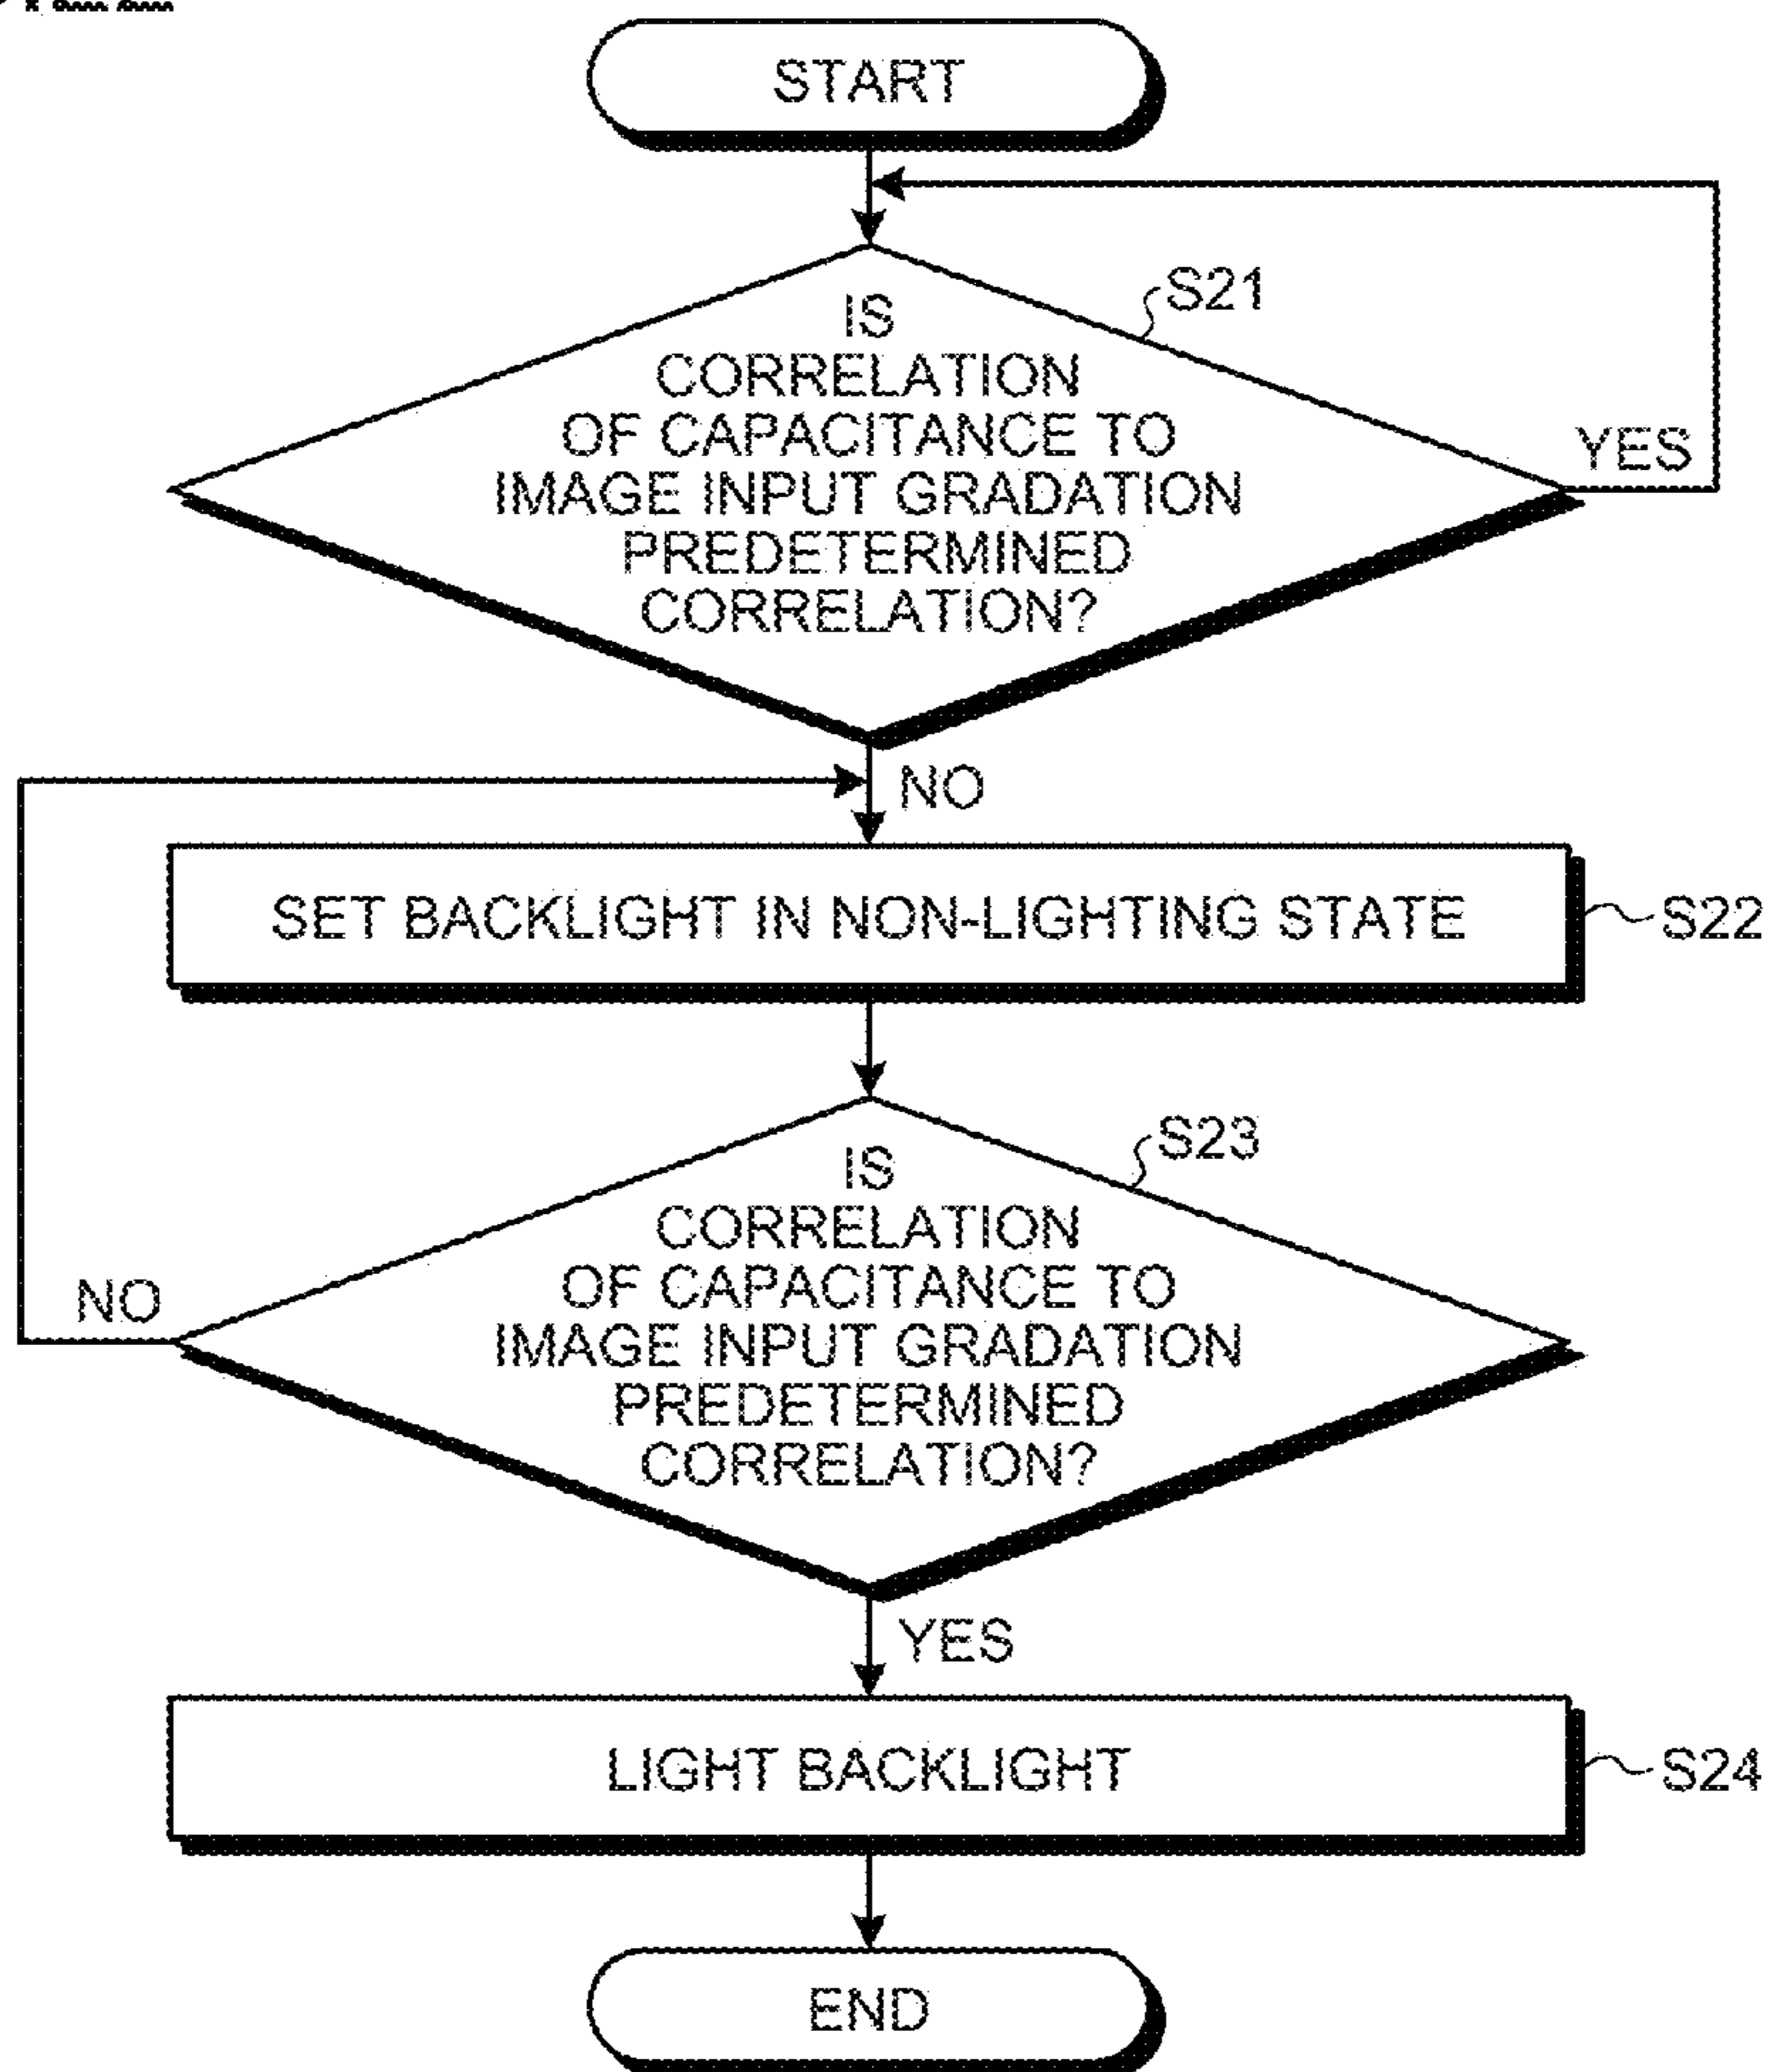 START
S21
IS
CORRELATION
OF CAPACITANCE TO
IMAGE INPUT GRADATION
PREDETERMINED
CORRELATION?
YES
NO
SET BACKLIGHT IN NON-LIGHTING STATE
S22
S23
IS
CORRELATION
OF CAPACITANCE TO
IMAGE INPUT GRADATION
PREDETERMINED
CORRELATION?
NO
YES
LIGHT BACKLIGHT
S24
END